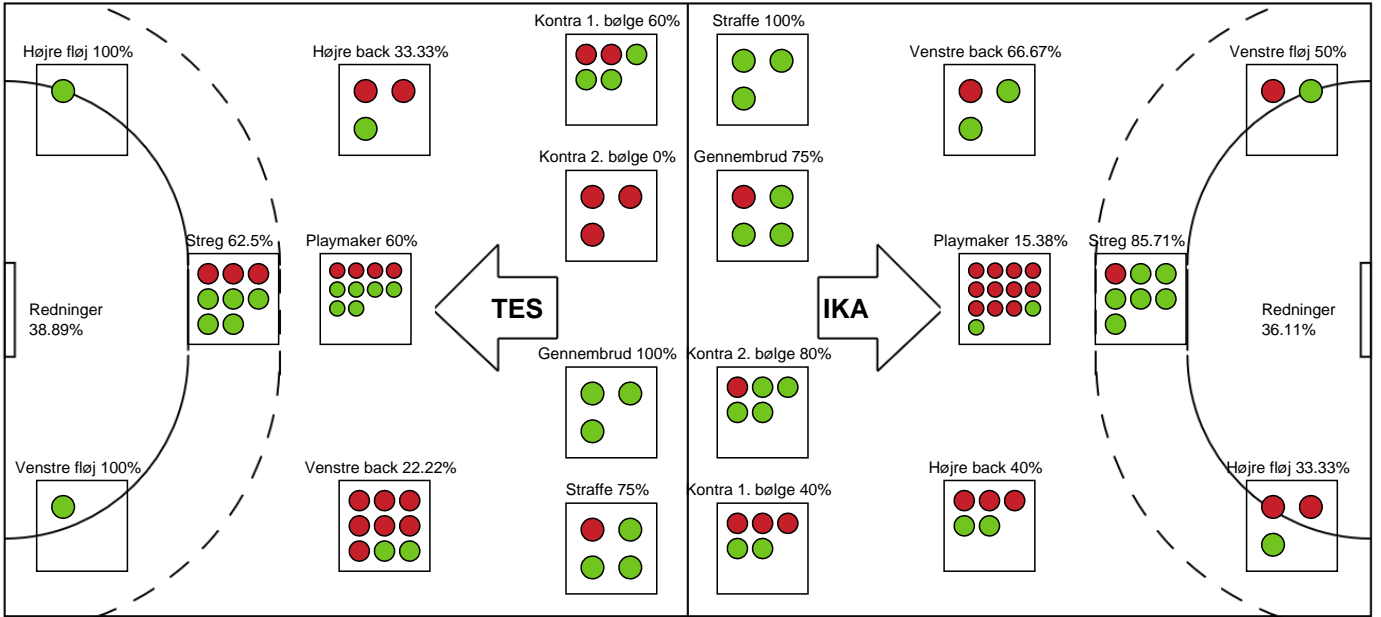 Kontra 1. bølge 60%
Straffe 100%
Højre fløj 100%
Højre back 33.33%
Venstre back 66.67%
Venstre fløj 50%
Kontra 2. bølge 0%
Gennembrud 75%
Streg 62.5%
Playmaker 60%
Playmaker 15.38%
Streg 85.71%
Redninger
38.89%
TES
IKA
Redninger
36.11%
Gennembrud 100%
Kontra 2. bølge 80%
Venstre fløj 100%
Venstre back 22.22%
Højre back 40%
Højre fløj 33.33%
Straffe 75%
Kontra 1. bølge 40%